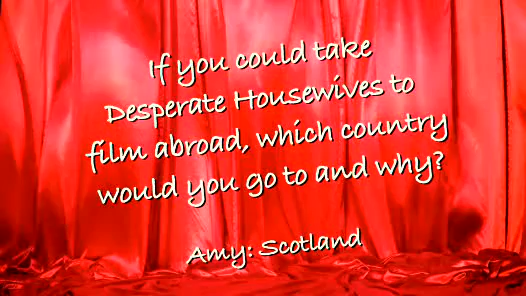 If you could take
Desperate Housewives to
film abroad, which country
would you go to and why?
Amy: Scotland